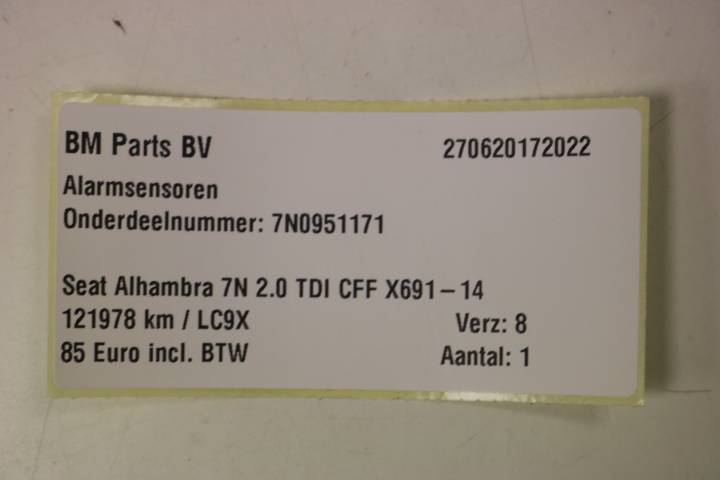 BM Parts BV 270620172022
Alarmsensoren
Onderdeelnummer: 7N0951171
Seat Alhambra 7N 2.0 TDI CFF X691-14
121978 km / LC9X Verz: 8
85 Euro incl. BTW Aantal: 1